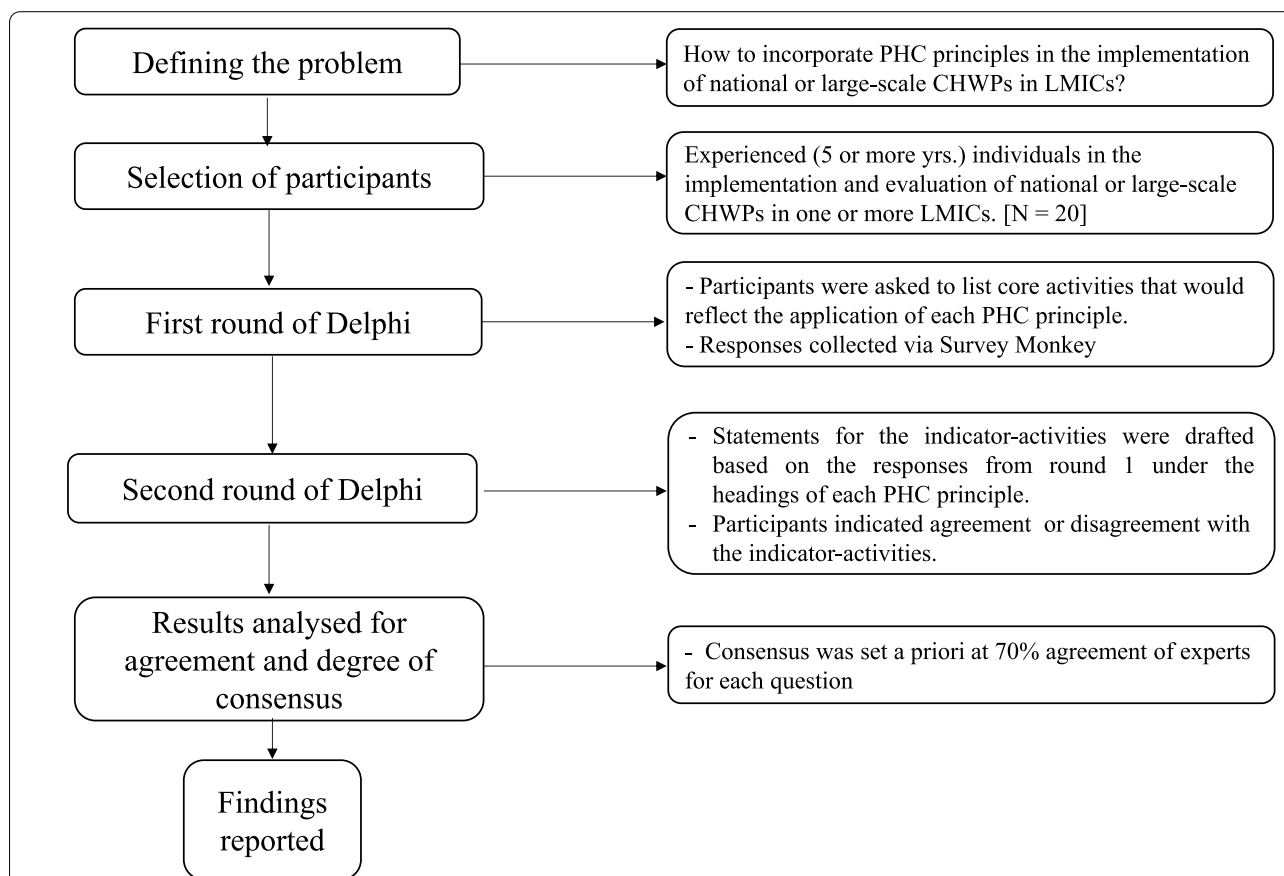 Defining the problem
How to incorporate PHC principles in the implementation
of national or large-scale CHWPs in LMICs?
Selection of participants
Experienced (5 or more yrs.) individuals in the
implementation and evaluation of national or large-scale
CHWPs in one or more LMICs. [N = 20]
First round of Delphi
- Participants were asked to list core activities that would
reflect the application of each PHC principle.
- Responses collected via Survey Monkey
Second round of Delphi
- Statements for the indicator-activities were drafted
based on the responses from round 1 under the
headings of each PHC principle.
- Participants indicated agreement or disagreement with
the indicator-activities.
Results analysed for
agreement and degree of
consensus
- Consensus was set a priori at 70% agreement of experts
for each question
Findings
reported